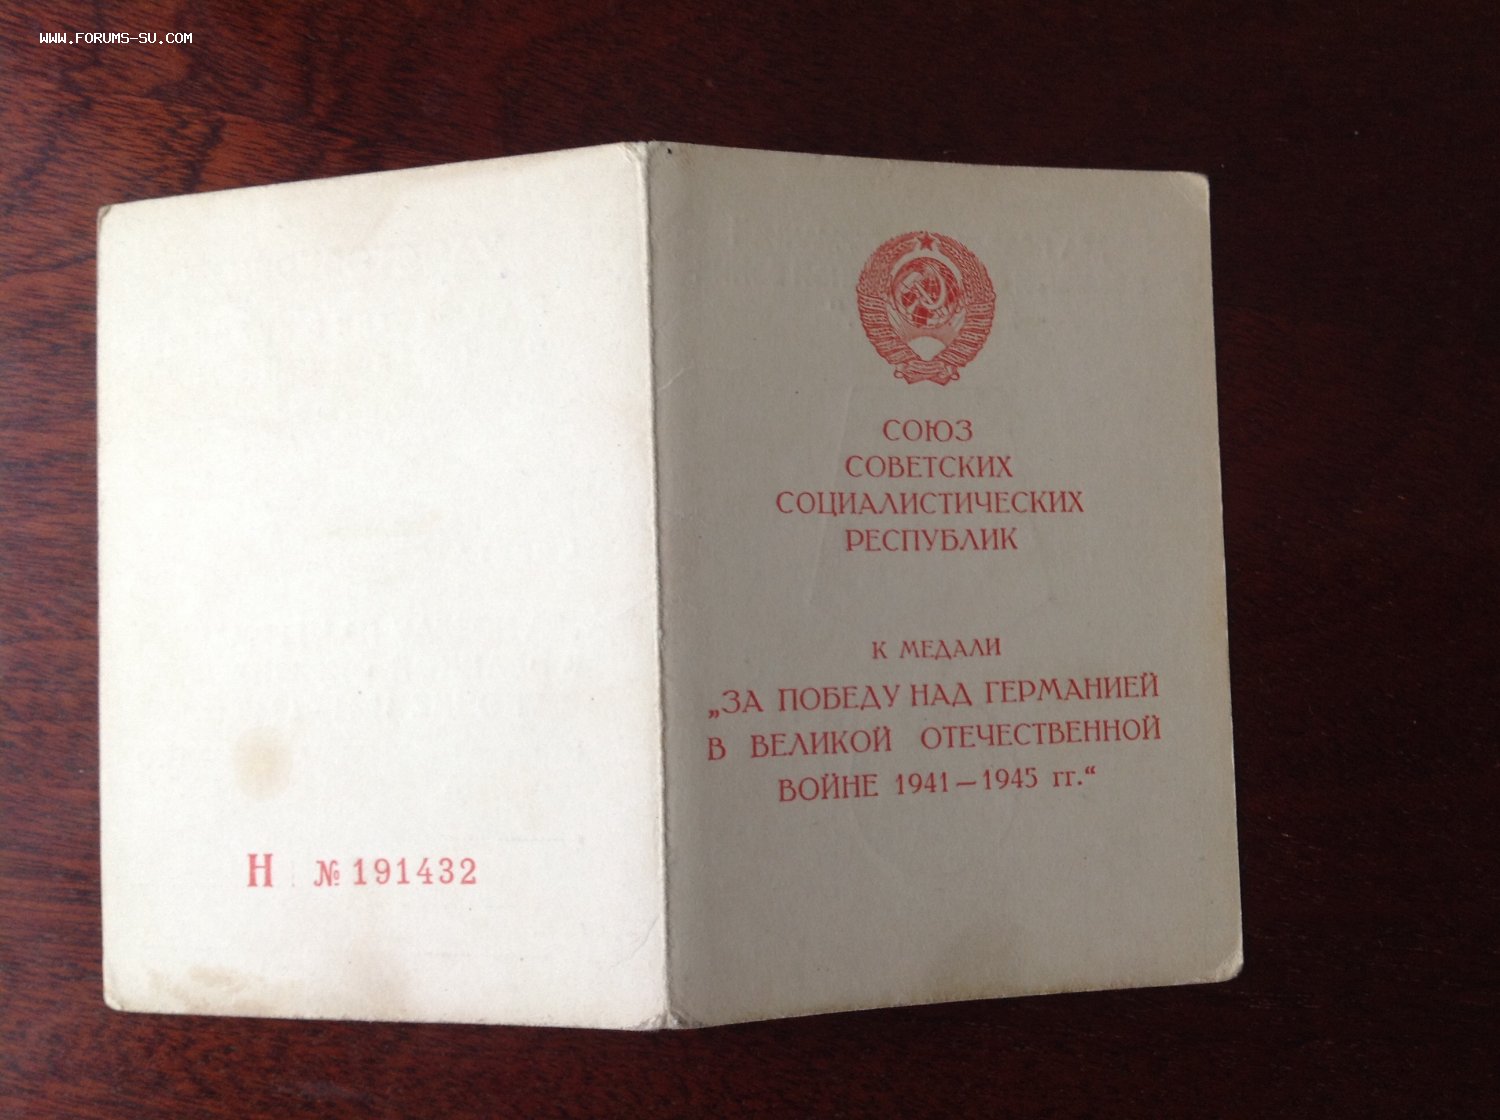 WWW.FORUMS-SU.COM
СОЮЗ
СОВЕТСКИХ
СОЦИАЛИСТИЧЕСКИХ
РЕСПУБЛИК
К МЕДАЛИ
„ЗА ПОБЕДУ НАД ГЕРМАНИЕЙ
В ВЕЛИКОЙ ОТЕЧЕСТВЕННОЙ
ВОЙНЕ 1941—1945 гг.“
Н № 191432